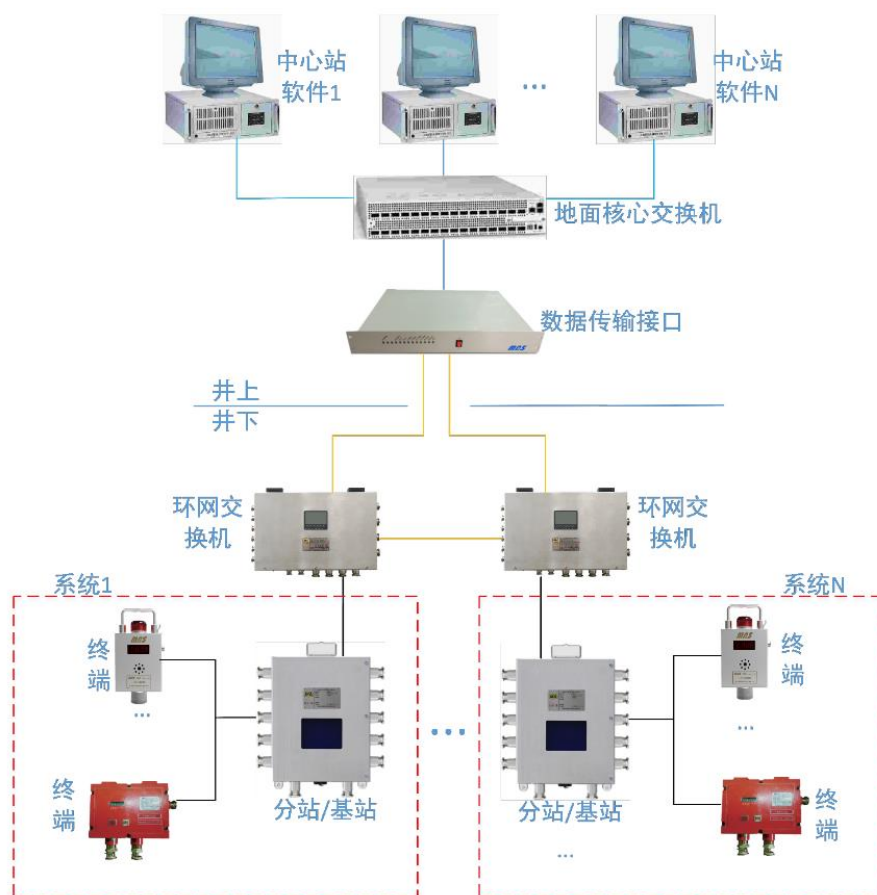 中心站
软件1
...
中心站
软件N
地面核心交换机
数据传输接口
井上
井下
环网交
换机
环网交
换机
系统1
系统N
终
端
...
终
端
分站/基站
...
终
端
...
终
端
分站/基站
...